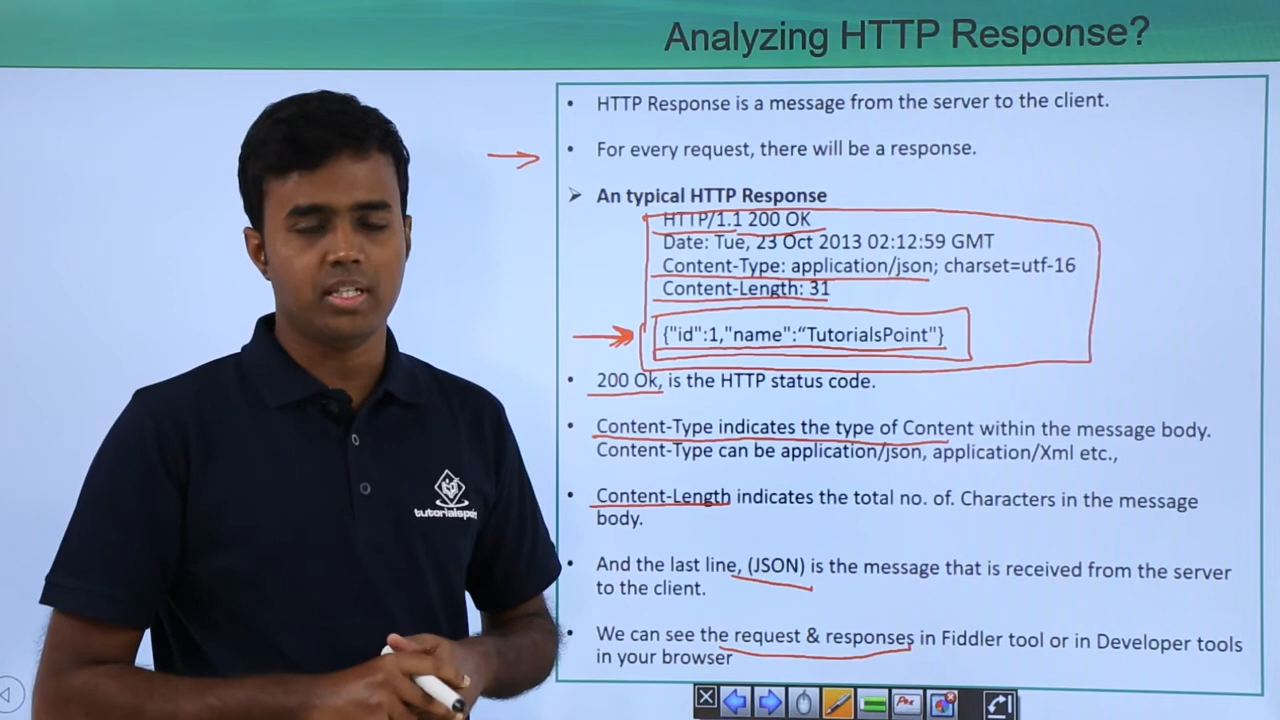 Analyzing HTTP Response?
• HTTP Response is a message from the server to the client.
• For every request, there will be a response.
➢ An typical HTTP Response
HTTP/1.1 200 OK
Date: Tue, 23 Oct 2013 02:12:59 GMT
Content-Type: application/json; charset=utf-16
Content-Length: 31
{"id":1,"name":“TutorialsPoint"}
• 200 Ok, is the HTTP status code.
• Content-Type indicates the type of Content within the message body.
Content-Type can be application/json, application/Xml etc.,
• Content-Length indicates the total no. of. Characters in the message
body.
• And the last line, (JSON) is the message that is received from the server
to the client.
• We can see the request & responses in Fiddler tool or in Developer tools
in your browser
tutorialspoi